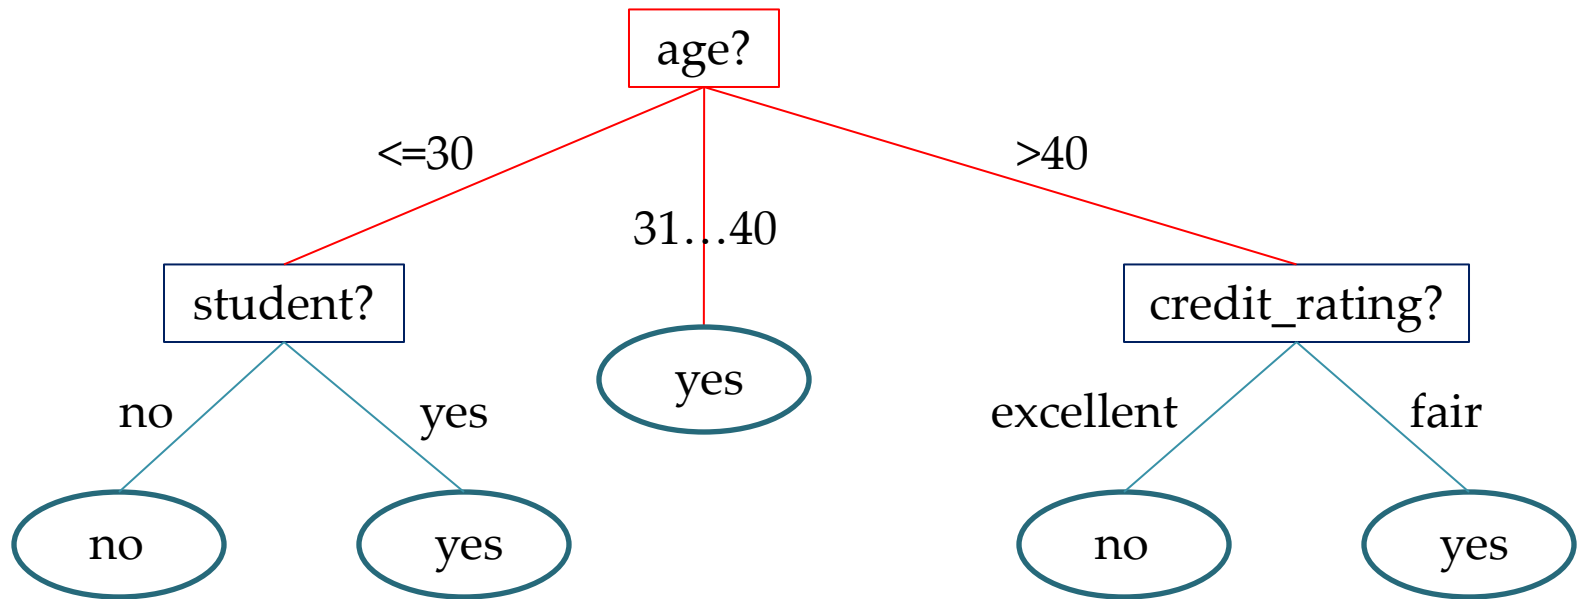 age?
<=30
>40
31…40
student?
credit_rating?
yes
no
yes
excellent
fair
no
yes
no
yes